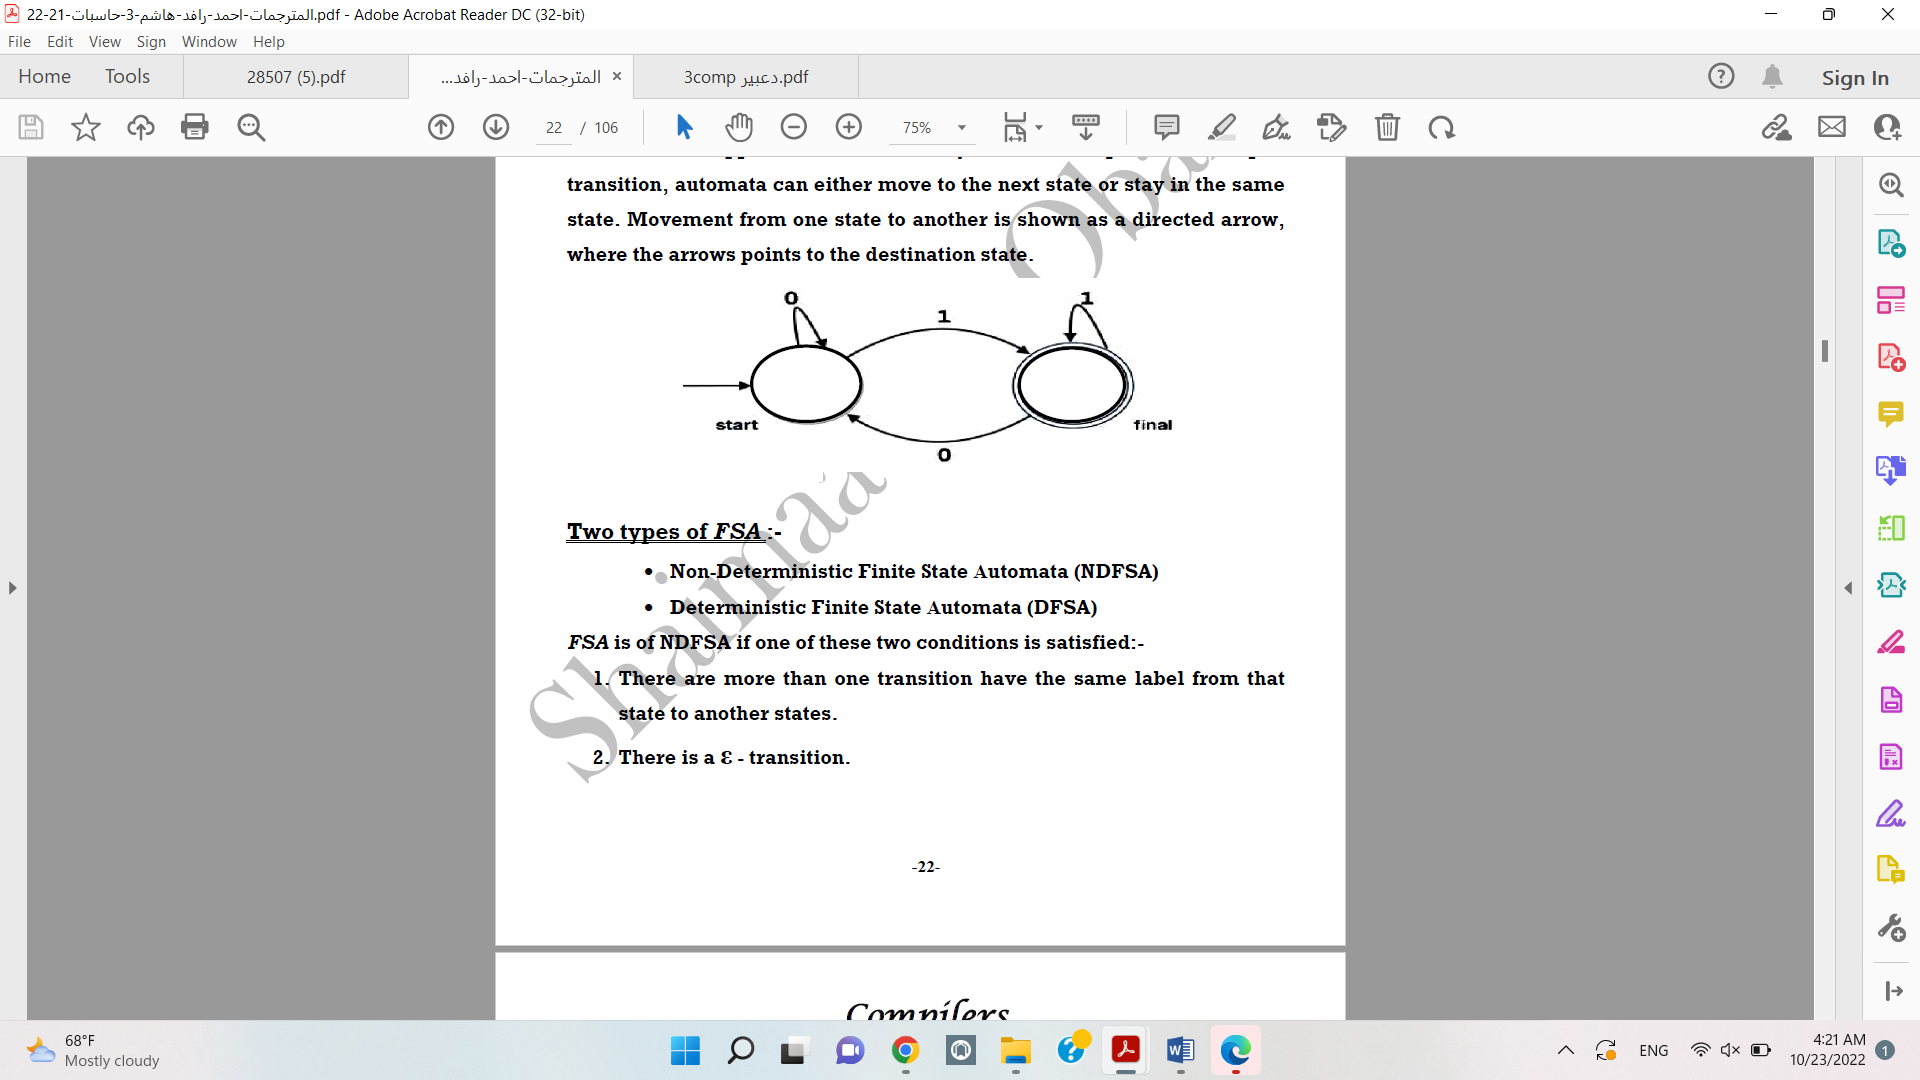 22-21-المترجمات-احمد-رافد-هاشم-3-حاسبات.pdf - Adobe Acrobat Reader DC (32-bit)
File Edit View Sign Window Help
Home Tools 28507 (5).pdf المترجمات-احمد-رافد... × 3comp دعبير.pdf Sign In
22 / 106 75%
transition, automata can either move to the next state or stay in the same
state. Movement from one state to another is shown as a directed arrow,
where the arrows points to the destination state.
0 1 1
start final
0
Two types of FSA :-
• Non-Deterministic Finite State Automata (NDFSA)
• Deterministic Finite State Automata (DFSA)
FSA is of NDFSA if one of these two conditions is satisfied:-
1. There are more than one transition have the same label from that
state to another states.
2. There is a Ɛ - transition.
Shaimaa Oba
-22-
Compilers
68°F
Mostly cloudy
ENG
4:21 AM
10/23/2022
1